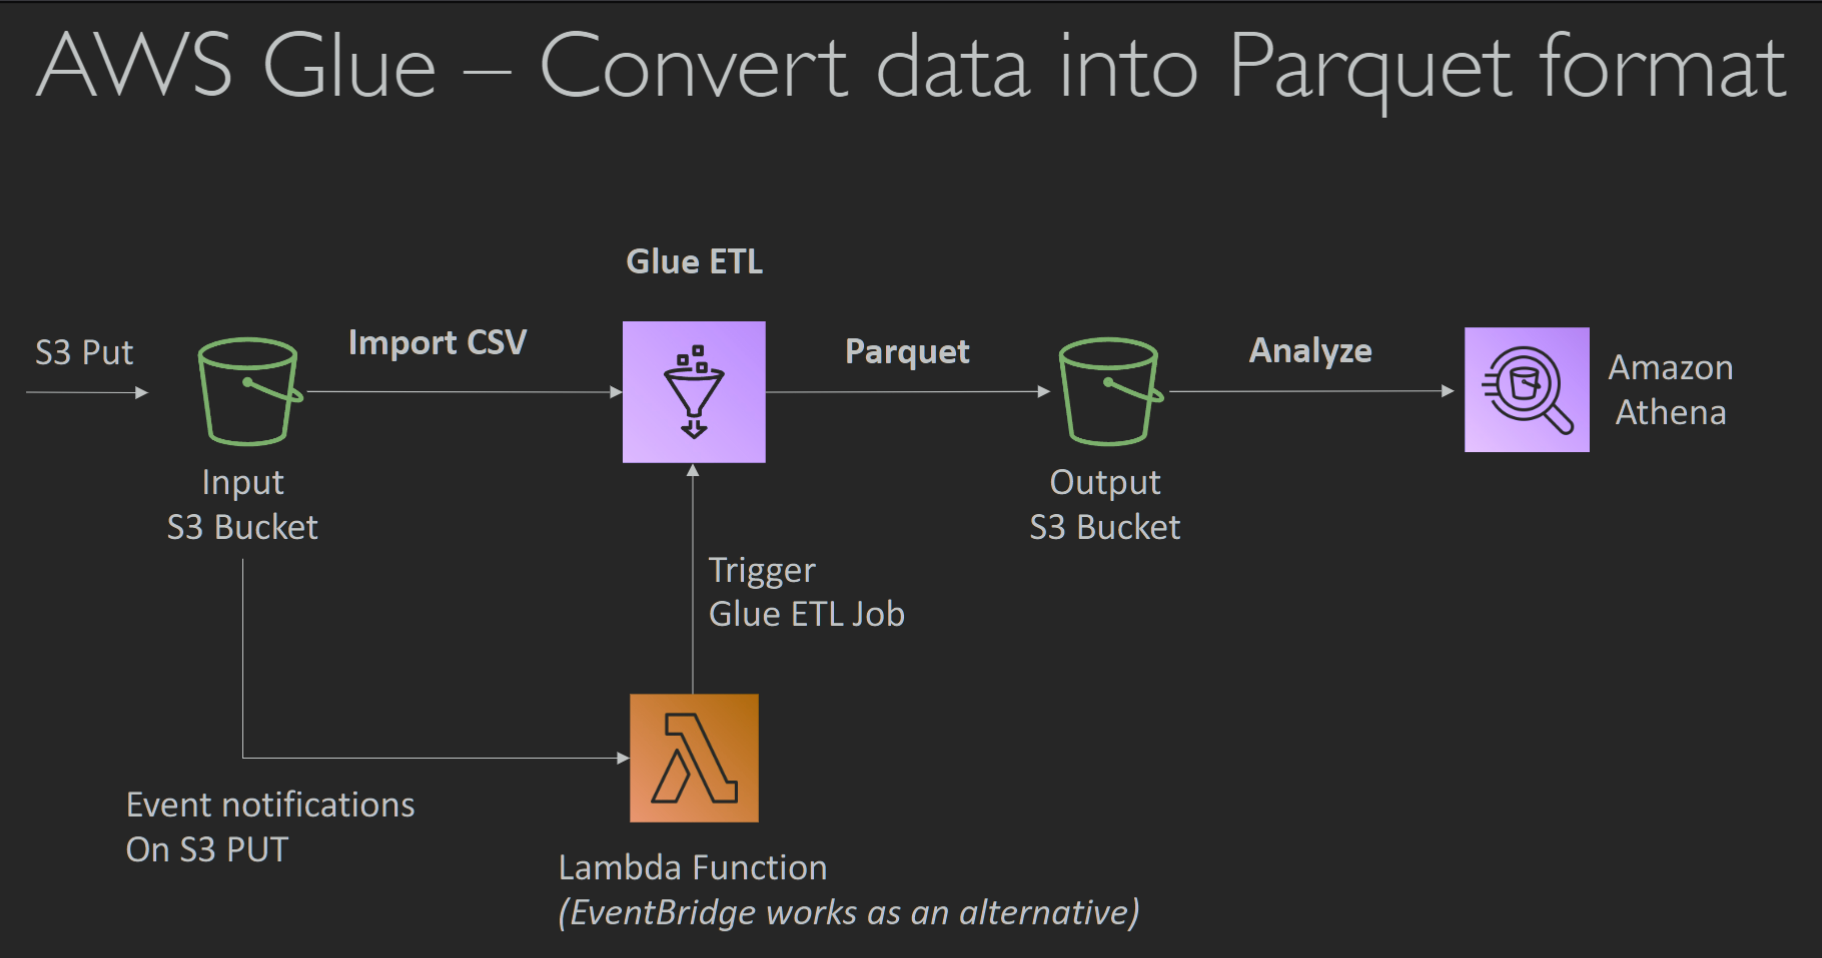 AWS Glue – Convert data into Parquet format
Glue ETL
S3 Put
Import CSV
Parquet
Analyze
Amazon
Athena
Input
S3 Bucket
Output
S3 Bucket
Trigger
Glue ETL Job
Event notifications
On S3 PUT
Lambda Function
(EventBridge works as an alternative)